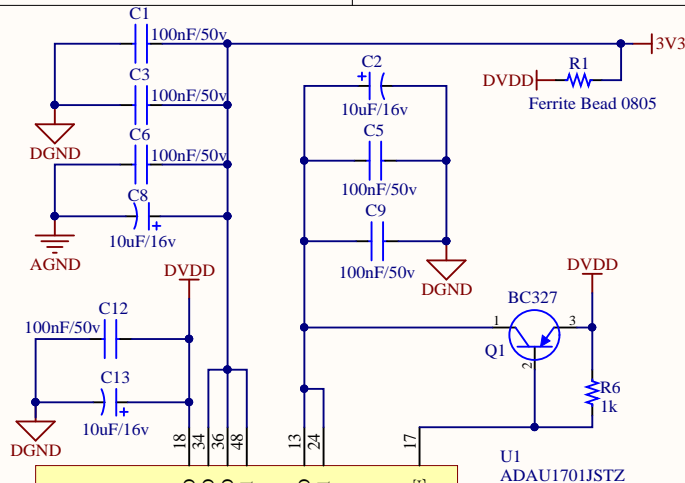 C1
100nF/50v
3V3
C2
R1
C3
DVDD
100nF/50v
10uF/16v
Ferrite Bead 0805
C6
C5
DGND
100nF/50v
100nF/50v
C8
C9
10uF/16v
AGND
100nF/50v
DVDD
DVDD
DGND
BC327
C12
100nF/50v
1
3
Q1
2
C13
R6
1k
10uF/16v
DGND
18
34
36
48
13
24
17
U1
ADAU1701JSTZ